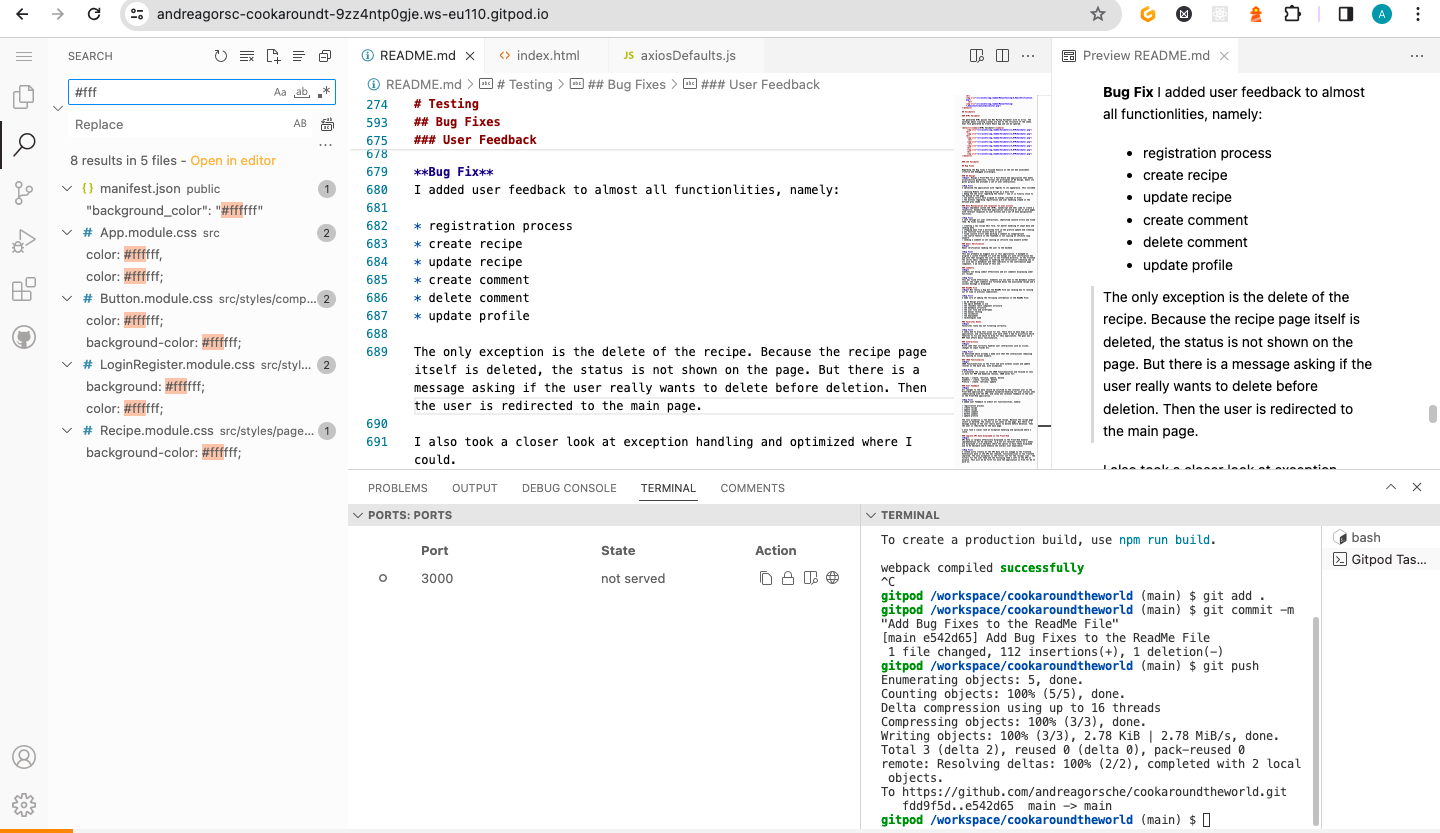 andreagorsc-cookaroundt-9zz4ntp0gje.ws-eu110.gitpod.io
A
SEARCH
#fff
Aa ab *
Replace
AB
8 results in 5 files - Open in editor
{} manifest.json public 1
"background_color": "#ffffff"
# App.module.css src 2
color: #ffffff,
color: #ffffff;
# Button.module.css src/styles/comp... 2
color: #ffffff;
background-color: #ffffff;
# LoginRegister.module.css src/styl... 2
background: #ffffff;
color: #ffffff;
# Recipe.module.css src/styles/page... 1
background-color: #ffffff;
README.md
index.html
JS axiosDefaults.js
README.md > # Testing > ## Bug Fixes > ### User Feedback
274 # Testing
593 ## Bug Fixes
675 ### User Feedback
678
679 **Bug Fix**
680 I added user feedback to almost all functionlities, namely:
681
682 * registration process
683 * create recipe
684 * update recipe
685 * create comment
686 * delete comment
687 * update profile
688
689 The only exception is the delete of the recipe. Because the recipe page
itself is deleted, the status is not shown on the page. But there is a
message asking if the user really wants to delete before deletion. Then
the user is redirected to the main page.
690
691 I also took a closer look at exception handling and optimized where I
could.
Preview README.md
Bug Fix I added user feedback to almost
all functionlities, namely:
• registration process
• create recipe
• update recipe
• create comment
• delete comment
• update profile
The only exception is the delete of the
recipe. Because the recipe page itself is
deleted, the status is not shown on the
page. But there is a message asking if the
user really wants to delete before
deletion. Then the user is redirected to
the main page.
I also took a closer look at exception
PROBLEMS OUTPUT DEBUG CONSOLE TERMINAL COMMENTS
PORTS: PORTS
Port State Action
3000 not served
TERMINAL
To create a production build, use npm run build.
webpack compiled successfully
^C
gitpod /workspace/cookaroundtheworld (main) $ git add .
gitpod /workspace/cookaroundtheworld (main) $ git commit -m
"Add Bug Fixes to the ReadMe File"
[main e542d65] Add Bug Fixes to the ReadMe File
1 file changed, 112 insertions(+), 1 deletion(-)
gitpod /workspace/cookaroundtheworld (main) $ git push
Enumerating objects: 5, done.
Counting objects: 100% (5/5), done.
Delta compression using up to 16 threads
Compressing objects: 100% (3/3), done.
Writing objects: 100% (3/3), 2.78 KiB | 2.78 MiB/s, done.
Total 3 (delta 2), reused 0 (delta 0), pack-reused 0
remote: Resolving deltas: 100% (2/2), completed with 2 local
objects.
To https://github.com/andreagorsche/cookaroundtheworld.git
fdd9f5d..e542d65 main -> main
gitpod /workspace/cookaroundtheworld (main) $
bash
Gitpod Tas...